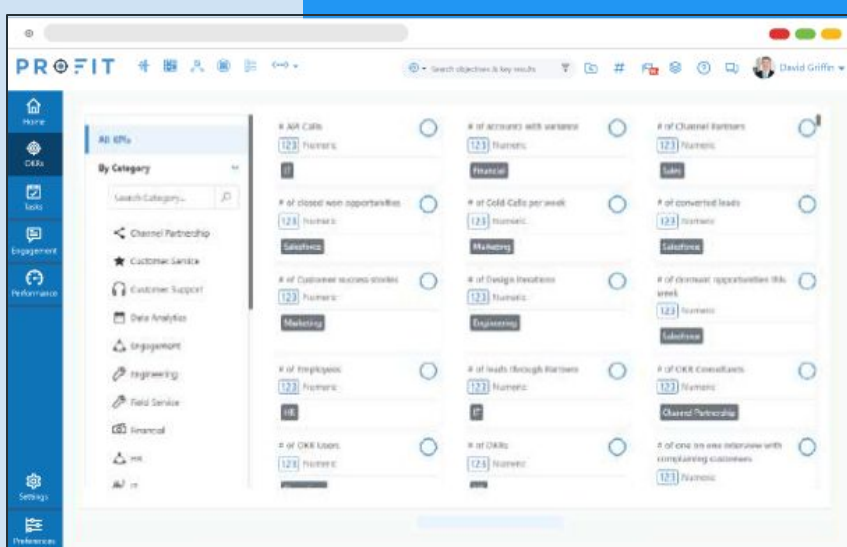 PROFIT
Search objectives & key results
David Griffin
Home
OKRs
Tasks
Engagement
Performance
Settings
Preferences
All KPIs
By Category
Search Category...
Channel Partnership
Customer Service
Customer Support
Data Analytics
Engagement
Engineering
Field Service
Financial
HR
IT
# API Calls
123 Numeric
IT
# of accounts with variance
123 Numeric
Financial
# of Channel Partners
123 Numeric
Sales
# of closed won opportunities
123 Numeric
Salesforce
# of Cold Calls per week
123 Numeric
Marketing
# of converted leads
123 Numeric
Salesforce
# of Customer success stories
123 Numeric
Marketing
# of Design Iterations
123 Numeric
Engineering
# of dormant opportunities this
week
123 Numeric
Salesforce
# of Employees
123 Numeric
HR
# of leads through Partners
123 Numeric
IT
# of OKR Consultants
123 Numeric
Channel Partnership
# of OKR Users
123 Numeric
# of OKRs
123 Numeric
# of one on one interview with
complaining customers
123 Numeric